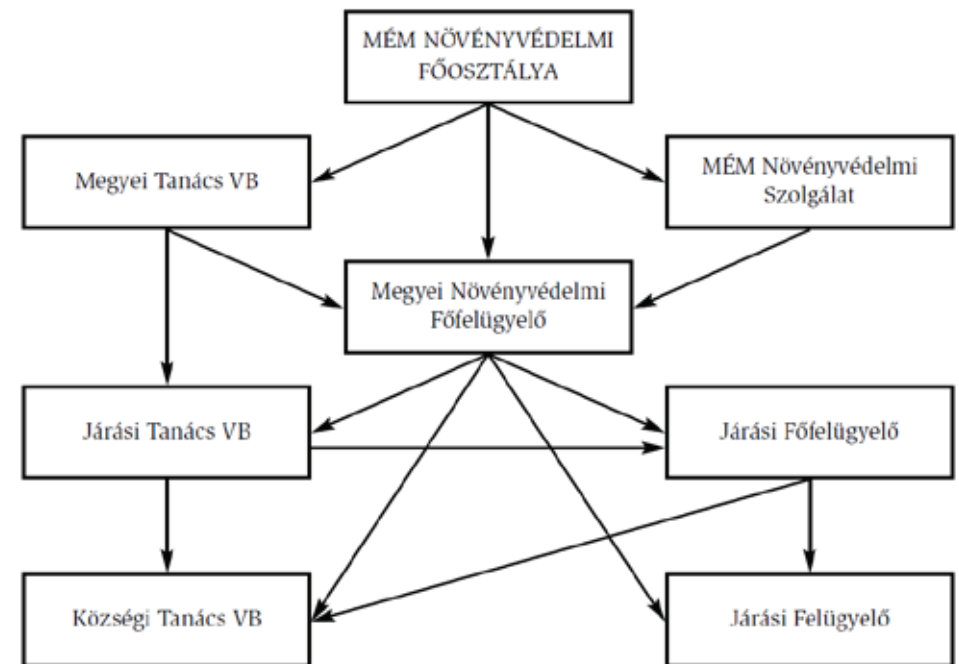 MÉM NÖVÉNYVÉDELMI
FŐOSZTÁLYA
Megyei Tanács VB
MÉM Növényvédelmi
Szolgálat
Megyei Növényvédelmi
Főfelügyelő
Járási Tanács VB
Járási Főfelügyelő
Községi Tanács VB
Járási Felügyelő